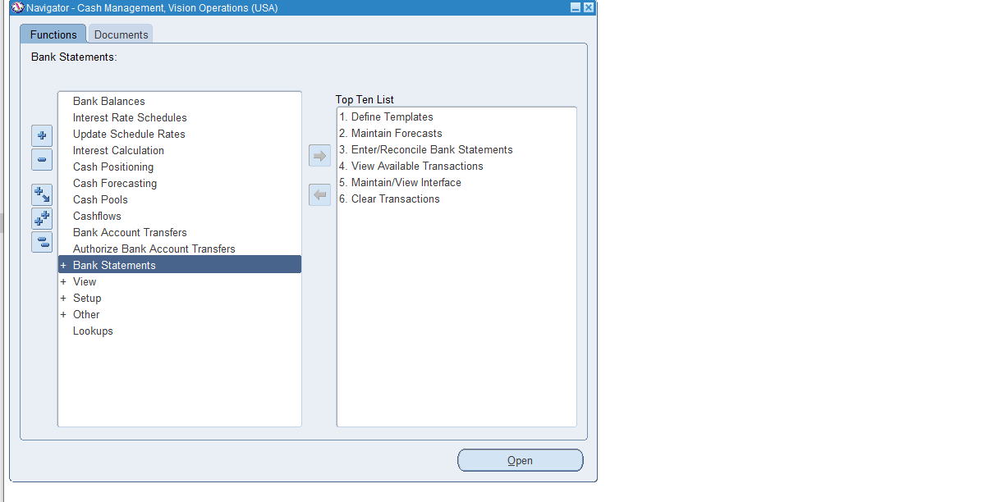 Navigator - Cash Management, Vision Operations (USA)
Functions
Documents
Bank Statements:
Bank Balances
Interest Rate Schedules
Update Schedule Rates
Interest Calculation
Cash Positioning
Cash Forecasting
Cash Pools
Cashflows
Bank Account Transfers
Authorize Bank Account Transfers
+ Bank Statements
+ View
+ Setup
+ Other
Lookups
Top Ten List
1. Define Templates
2. Maintain Forecasts
3. Enter/Reconcile Bank Statements
4. View Available Transactions
5. Maintain/View Interface
6. Clear Transactions
Open